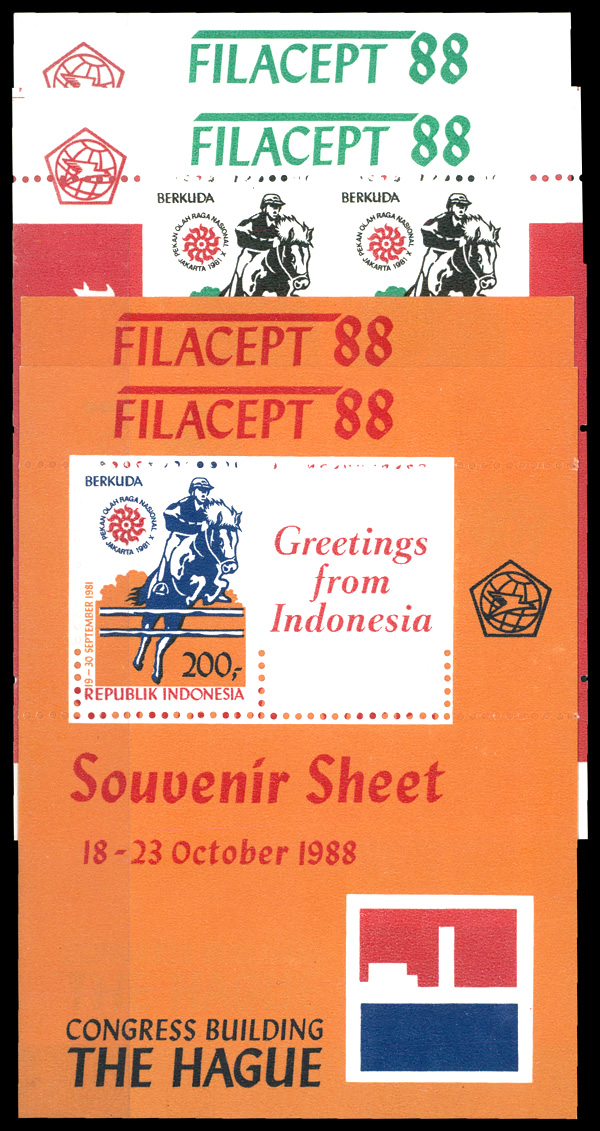 FILACEPT 88
FILACEPT 88
BERKUDA
PEKAN OLAH RAGA NASIONAL X
JAKARTA 1981
BERKUDA
PEKAN OLAH RAGA NASIONAL X
JAKARTA 1981
FILACEPT 88
FILACEPT 88
BERKUDA
PEKAN OLAH RAGA NASIONAL X
JAKARTA 1981
19-30 SEPTEMBER 1981
200,-
REPUBLIK INDONESIA
Greetings
from
Indonesia
Souvenir Sheet
18-23 October 1988
CONGRESS BUILDING
THE HAGUE